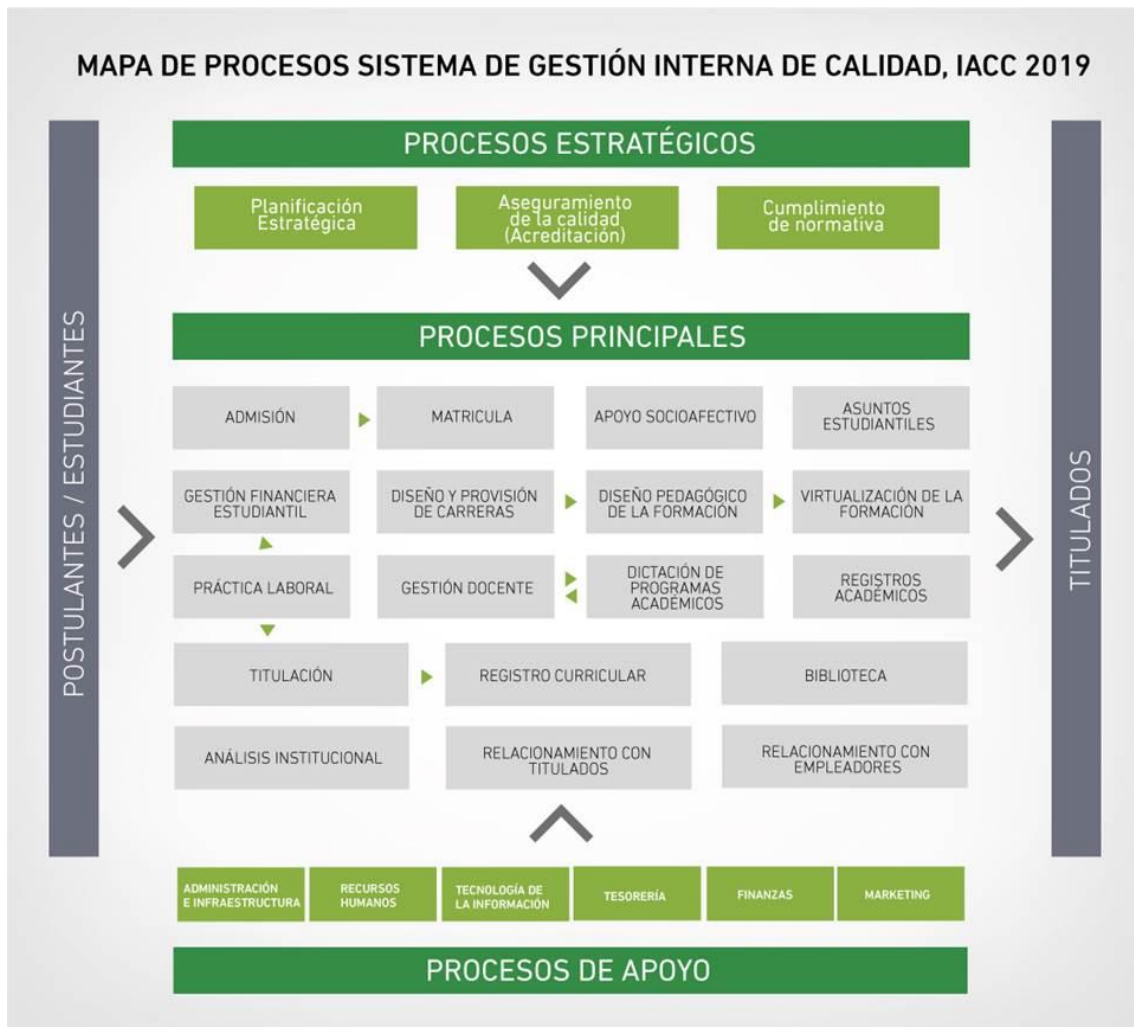 MAPA DE PROCESOS SISTEMA DE GESTIÓN INTERNA DE CALIDAD, IACC 2019
POSTULANTES / ESTUDIANTES
PROCESOS ESTRATÉGICOS
Planificación
Estratégica
Aseguramiento
de la calidad
(Acreditación)
Cumplimiento
de normativa
PROCESOS PRINCIPALES
ADMISIÓN
MATRICULA
APOYO SOCIOAFECTIVO
ASUNTOS
ESTUDIANTILES
GESTIÓN FINANCIERA
ESTUDIANTIL
DISEÑO Y PROVISIÓN
DE CARRERAS
DISEÑO PEDAGÓGICO
DE LA FORMACIÓN
VIRTUALIZACIÓN DE LA
FORMACIÓN
PRÁCTICA LABORAL
GESTIÓN DOCENTE
DICTACIÓN DE
PROGRAMAS
ACADÉMICOS
REGISTROS
ACADÉMICOS
TITULACIÓN
REGISTRO CURRICULAR
BIBLIOTECA
ANÁLISIS INSTITUCIONAL
RELACIONAMIENTO CON
TITULADOS
RELACIONAMIENTO CON
EMPLEADORES
ADMINISTRACIÓN
E INFRAESTRUCTURA
RECURSOS
HUMANOS
TECNOLOGÍA DE
LA INFORMACIÓN
TESORERÍA
FINANZAS
MARKETING
PROCESOS DE APOYO
TITULADOS